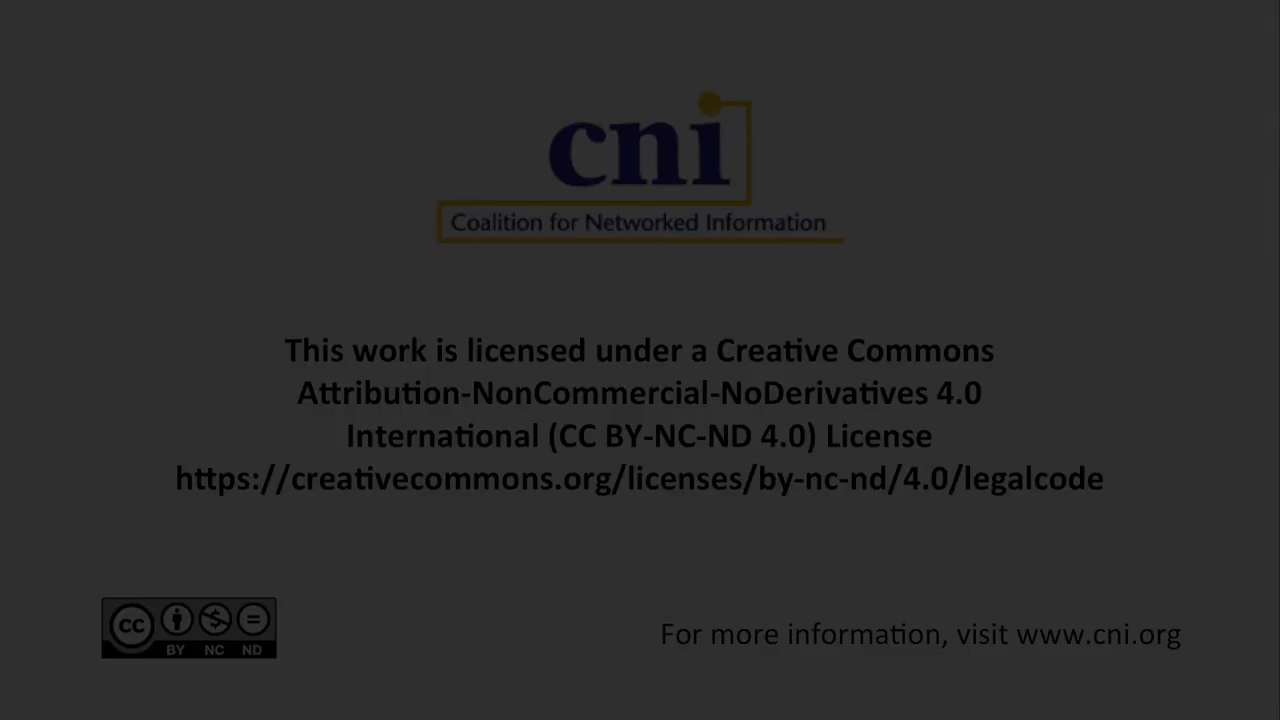 cni
Coalition for Networked Information
This work is licensed under a Creative Commons
Attribution-NonCommercial-NoDerivatives 4.0
International (CC BY-NC-ND 4.0) License
https://creativecommons.org/licenses/by-nc-nd/4.0/legalcode
cc
BY NC ND
For more information, visit www.cni.org